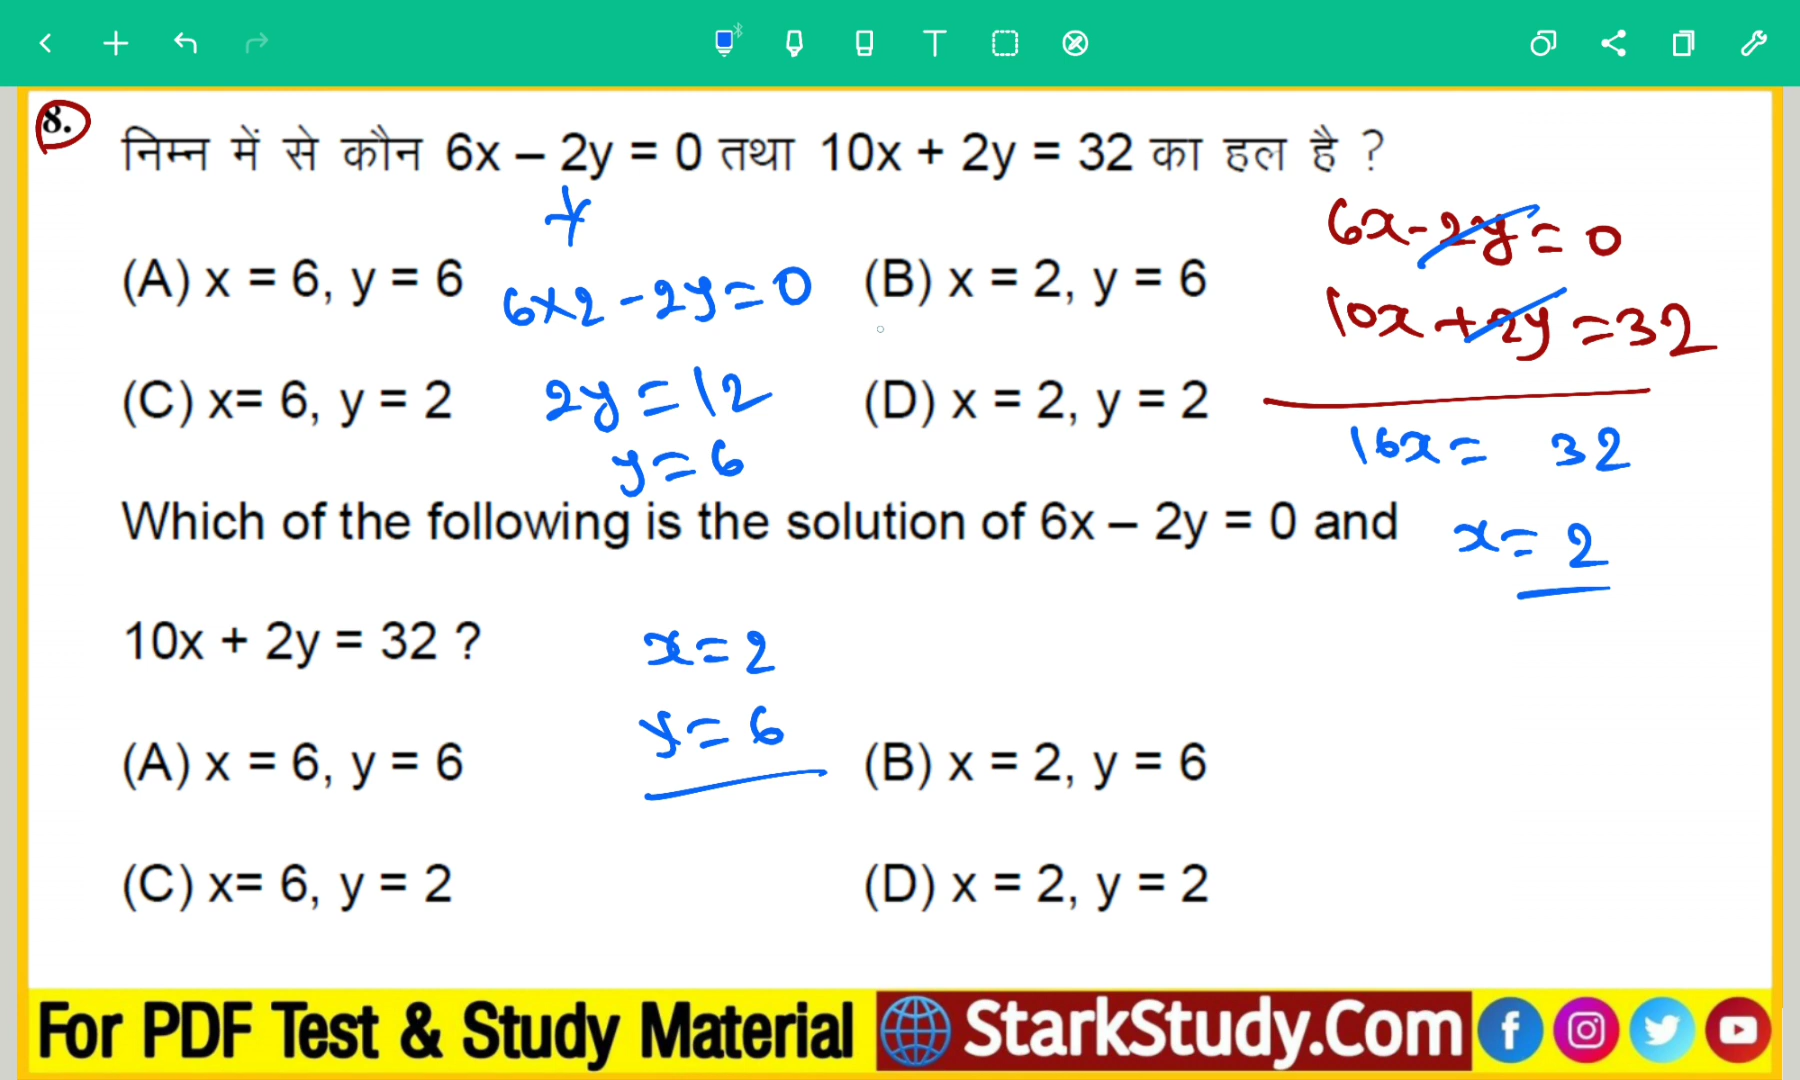 8.
निम्न में से कौन 6x – 2y = 0 तथा 10x + 2y = 32 का हल है ?
6x - 2y = 0
(A) x = 6, y = 6
6x2 - 2y = 0
(B) x = 2, y = 6
10x + 2y = 32
(C) x= 6, y = 2
2y = 12
(D) x = 2, y = 2
y = 6
16x = 32
Which of the following is the solution of 6x – 2y = 0 and
x = 2
10x + 2y = 32 ?
x = 2
y = 6
(A) x = 6, y = 6
(B) x = 2, y = 6
(C) x= 6, y = 2
(D) x = 2, y = 2
For PDF Test & Study Material StarkStudy.Com